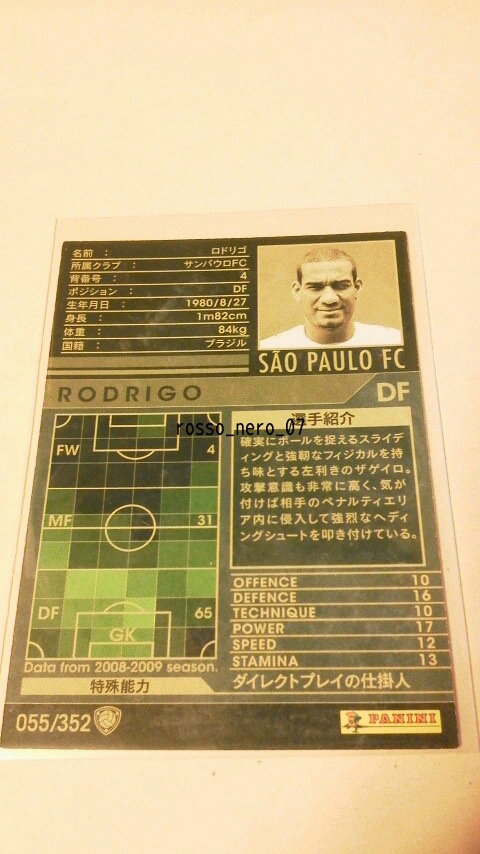 名前 : ロドリゴ
所属クラブ : サンパウロFC
背番号 : 4
ポジション : DF
生年月日 : 1980/8/27
身長 : 1m82cm
体重 : 84kg
国籍 : ブラジル
SÃO PAULO FC
RODRIGO
DF
rosso_nero_07
FW 4
MF 31
DF 65
GK
Data from 2008-2009 season.
選手紹介
確実にボールを捉えるスライデ
ィングと強靭なフィジカルを持
ち味とする左利きのザゲイロ。
攻撃意識も非常に高く、気が
付けば相手のペナルティエリ
ア内に侵入して強烈なヘディ
ングシュートを叩き付けている。
OFFENCE 10
DEFENCE 16
TECHNIQUE 10
POWER 17
SPEED 12
STAMINA 13
特殊能力 ダイレクトプレイの仕掛人
055/352
PANINI